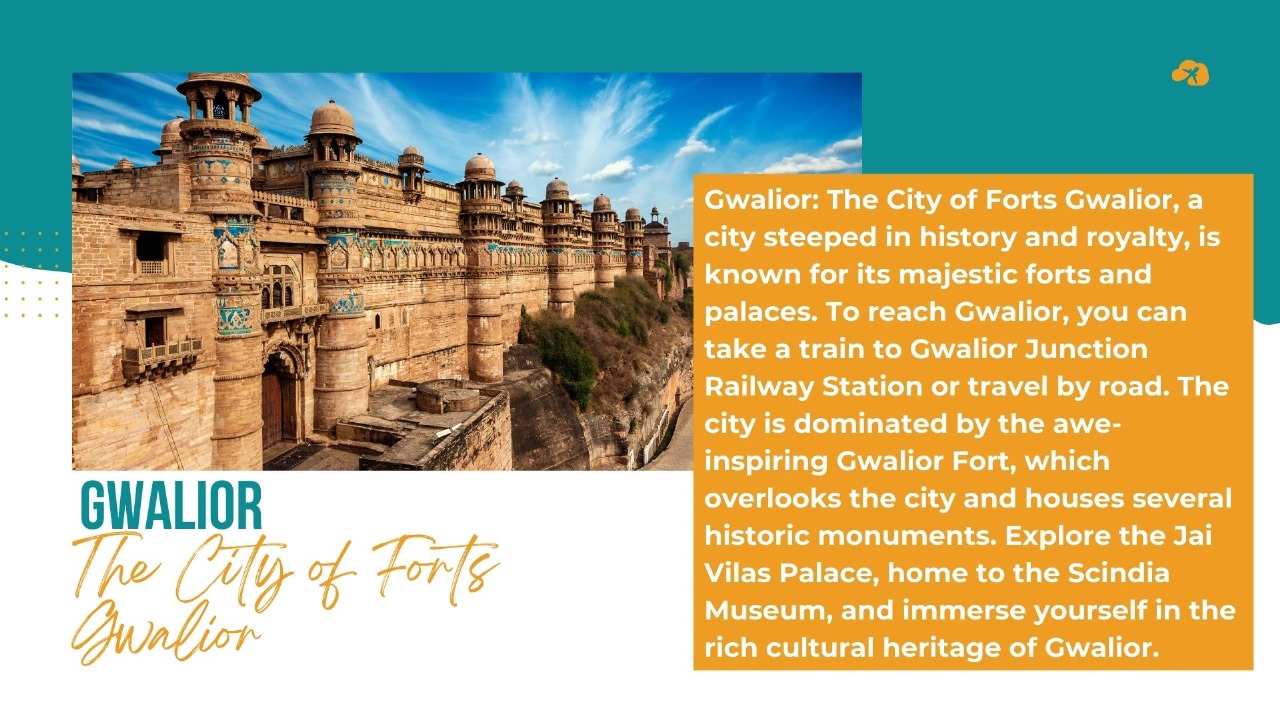 GWALIOR
The City of Forts
Gwalior
Gwalior: The City of Forts Gwalior, a
city steeped in history and royalty, is
known for its majestic forts and
palaces. To reach Gwalior, you can
take a train to Gwalior Junction
Railway Station or travel by road. The
city is dominated by the awe-
inspiring Gwalior Fort, which
overlooks the city and houses several
historic monuments. Explore the Jai
Vilas Palace, home to the Scindia
Museum, and immerse yourself in the
rich cultural heritage of Gwalior.